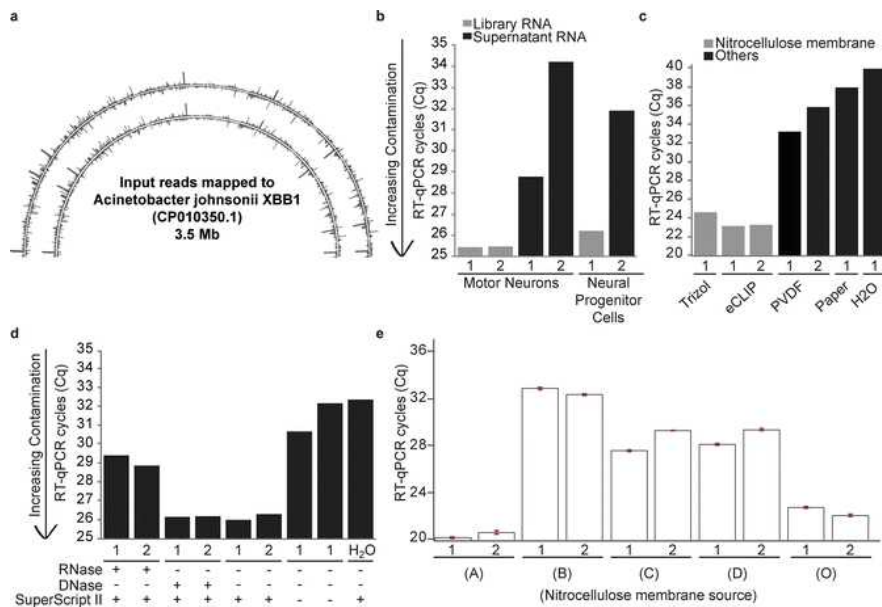 a
Input reads mapped to
Acinetobacter johnsonii XBB1
(CP010350.1)
3.5 Mb
b
Library RNA
Supernatant RNA
Increasing Contamination
RT-qPCR cycles (Cq)
35
34
33
32
31
30
29
28
27
26
25
1 2 1 2 1 1
Motor Neurons
Neural
Progenitor
Cells
c
Nitrocellulose membrane
Others
RT-qPCR cycles (Cq)
40
38
36
34
33
31
29
26
24
22
20
1 1 2 1 2 1 1
Trizol
eCLIP
PVDF
Paper
H2O
d
Increasing Contamination
RT-qPCR cycles (Cq)
35
34
33
32
31
30
29
28
27
26
25
1 2 1 2 1 2 1 1 H2O
RNase + + - - - - - - -
DNase - - + + - - - - -
SuperScript II + + + + + + - - +
e
RT-qPCR cycles (Cq)
36
32
28
24
20
1 2 1 2 1 2 1 2 1 2
(A) (B) (C) (D) (O)
(Nitrocellulose membrane source)